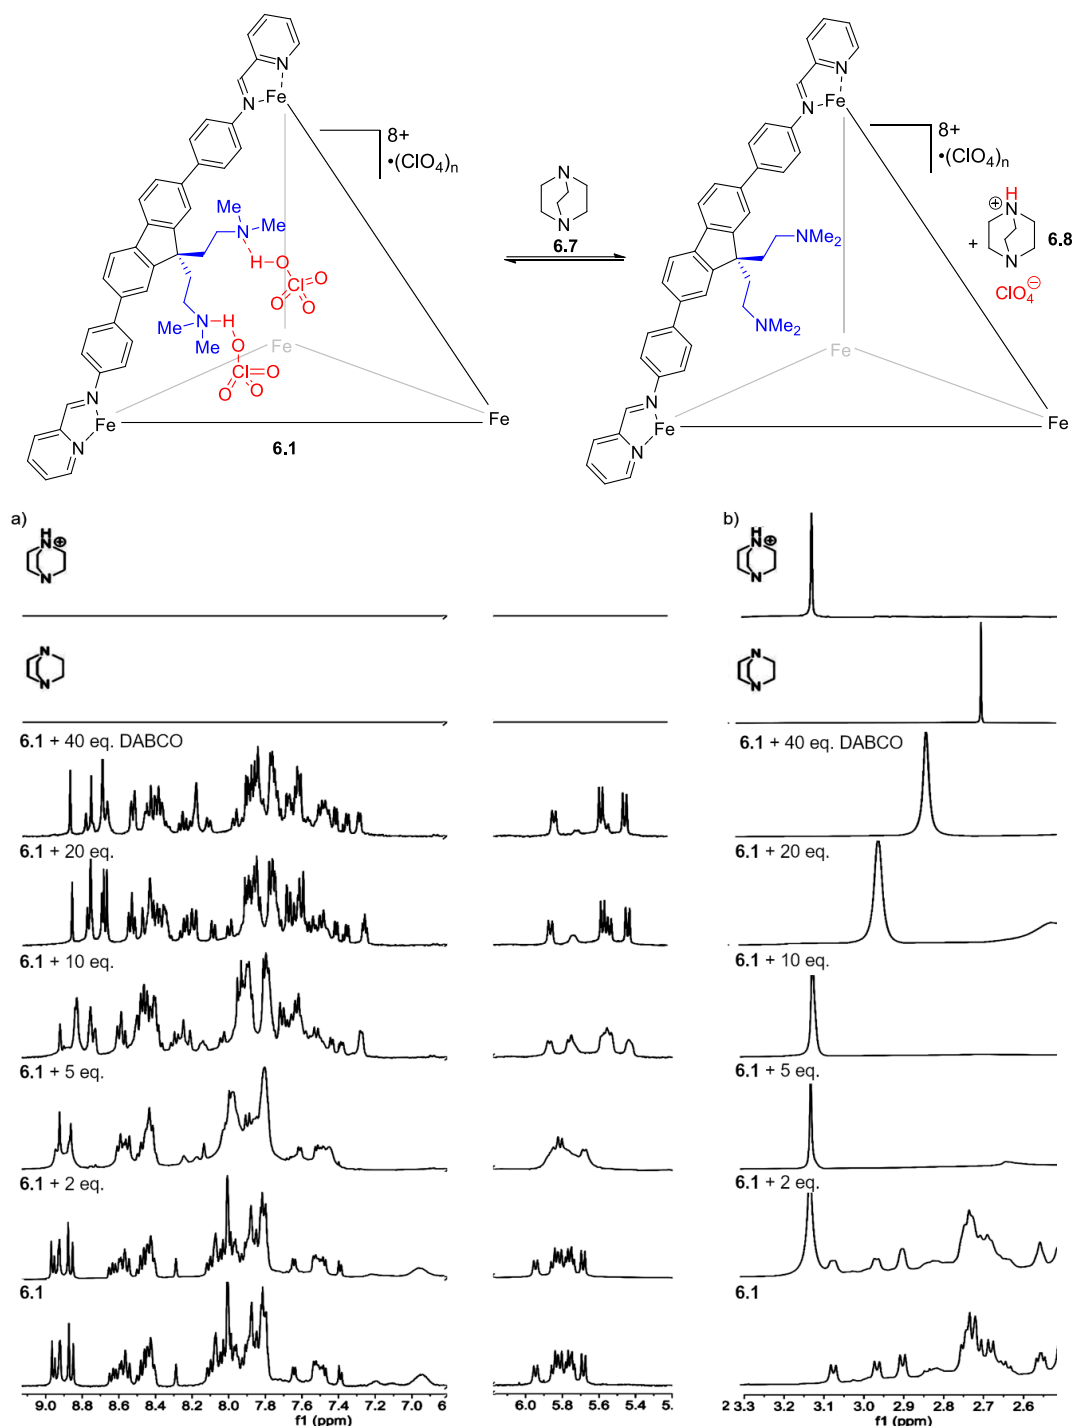 N
N
Fe
8+
•(ClO4)n
Me
N
Me
H
O
O
Cl
O
O
Me
N
H
Me
O
Cl
O
O
O
Fe
N
Fe
N
6.1
Fe
N
N
6.7
N
N
Fe
8+
•(ClO4)n
NMe2
NMe2
Fe
N
Fe
N
Fe
+
H
⊕
N
N
6.8
ClO4⊖
a)
H
N⊕
N
N
N
6.1 + 40 eq. DABCO
6.1 + 20 eq.
6.1 + 10 eq.
6.1 + 5 eq.
6.1 + 2 eq.
6.1
9.0 8.8 8.6 8.4 8.2 8.0 7.8 7.6 7.4 7.2 6
f1 (ppm)
6.0 5.8 5.6 5.4 5.2
b)
H
N⊕
N
N
N
6.1 + 40 eq. DABCO
6.1 + 20 eq.
6.1 + 10 eq.
6.1 + 5 eq.
6.1 + 2 eq.
6.1
2 3.3 3.2 3.1 3.0 2.9 2.8 2.7 2.6
f1 (ppm)